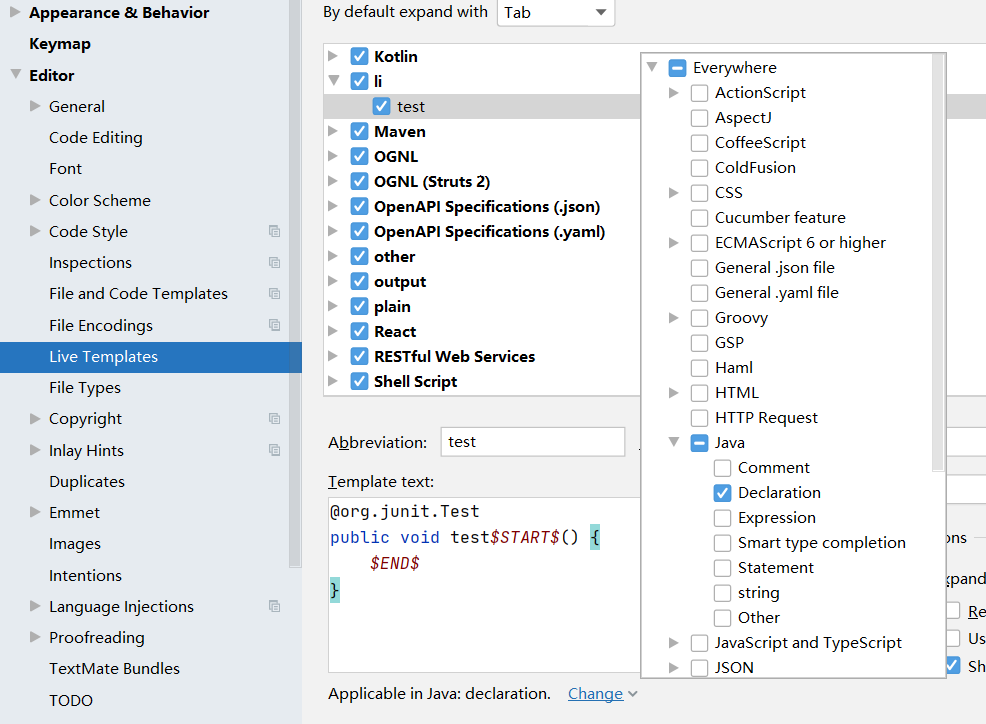 Appearance & Behavior
Keymap
Editor
General
Code Editing
Font
Color Scheme
Code Style
Inspections
File and Code Templates
File Encodings
Live Templates
File Types
Copyright
Inlay Hints
Duplicates
Emmet
Images
Intentions
Language Injections
Proofreading
TextMate Bundles
TODO
By default expand with Tab
Kotlin
li
test
Maven
OGNL
OGNL (Struts 2)
OpenAPI Specifications (.json)
OpenAPI Specifications (.yaml)
other
output
plain
React
RESTful Web Services
Shell Script
Abbreviation: test
Template text:
@org.junit.Test
public void test$START$() {
$END$
}
Applicable in Java: declaration. Change
Everywhere
ActionScript
AspectJ
CoffeeScript
ColdFusion
CSS
Cucumber feature
ECMAScript 6 or higher
General .json file
General .yaml file
Groovy
GSP
Haml
HTML
HTTP Request
Java
Comment
Declaration
Expression
Smart type completion
Statement
string
Other
JavaScript and TypeScript
JSON
ons
xpand
Re
Us
Sh